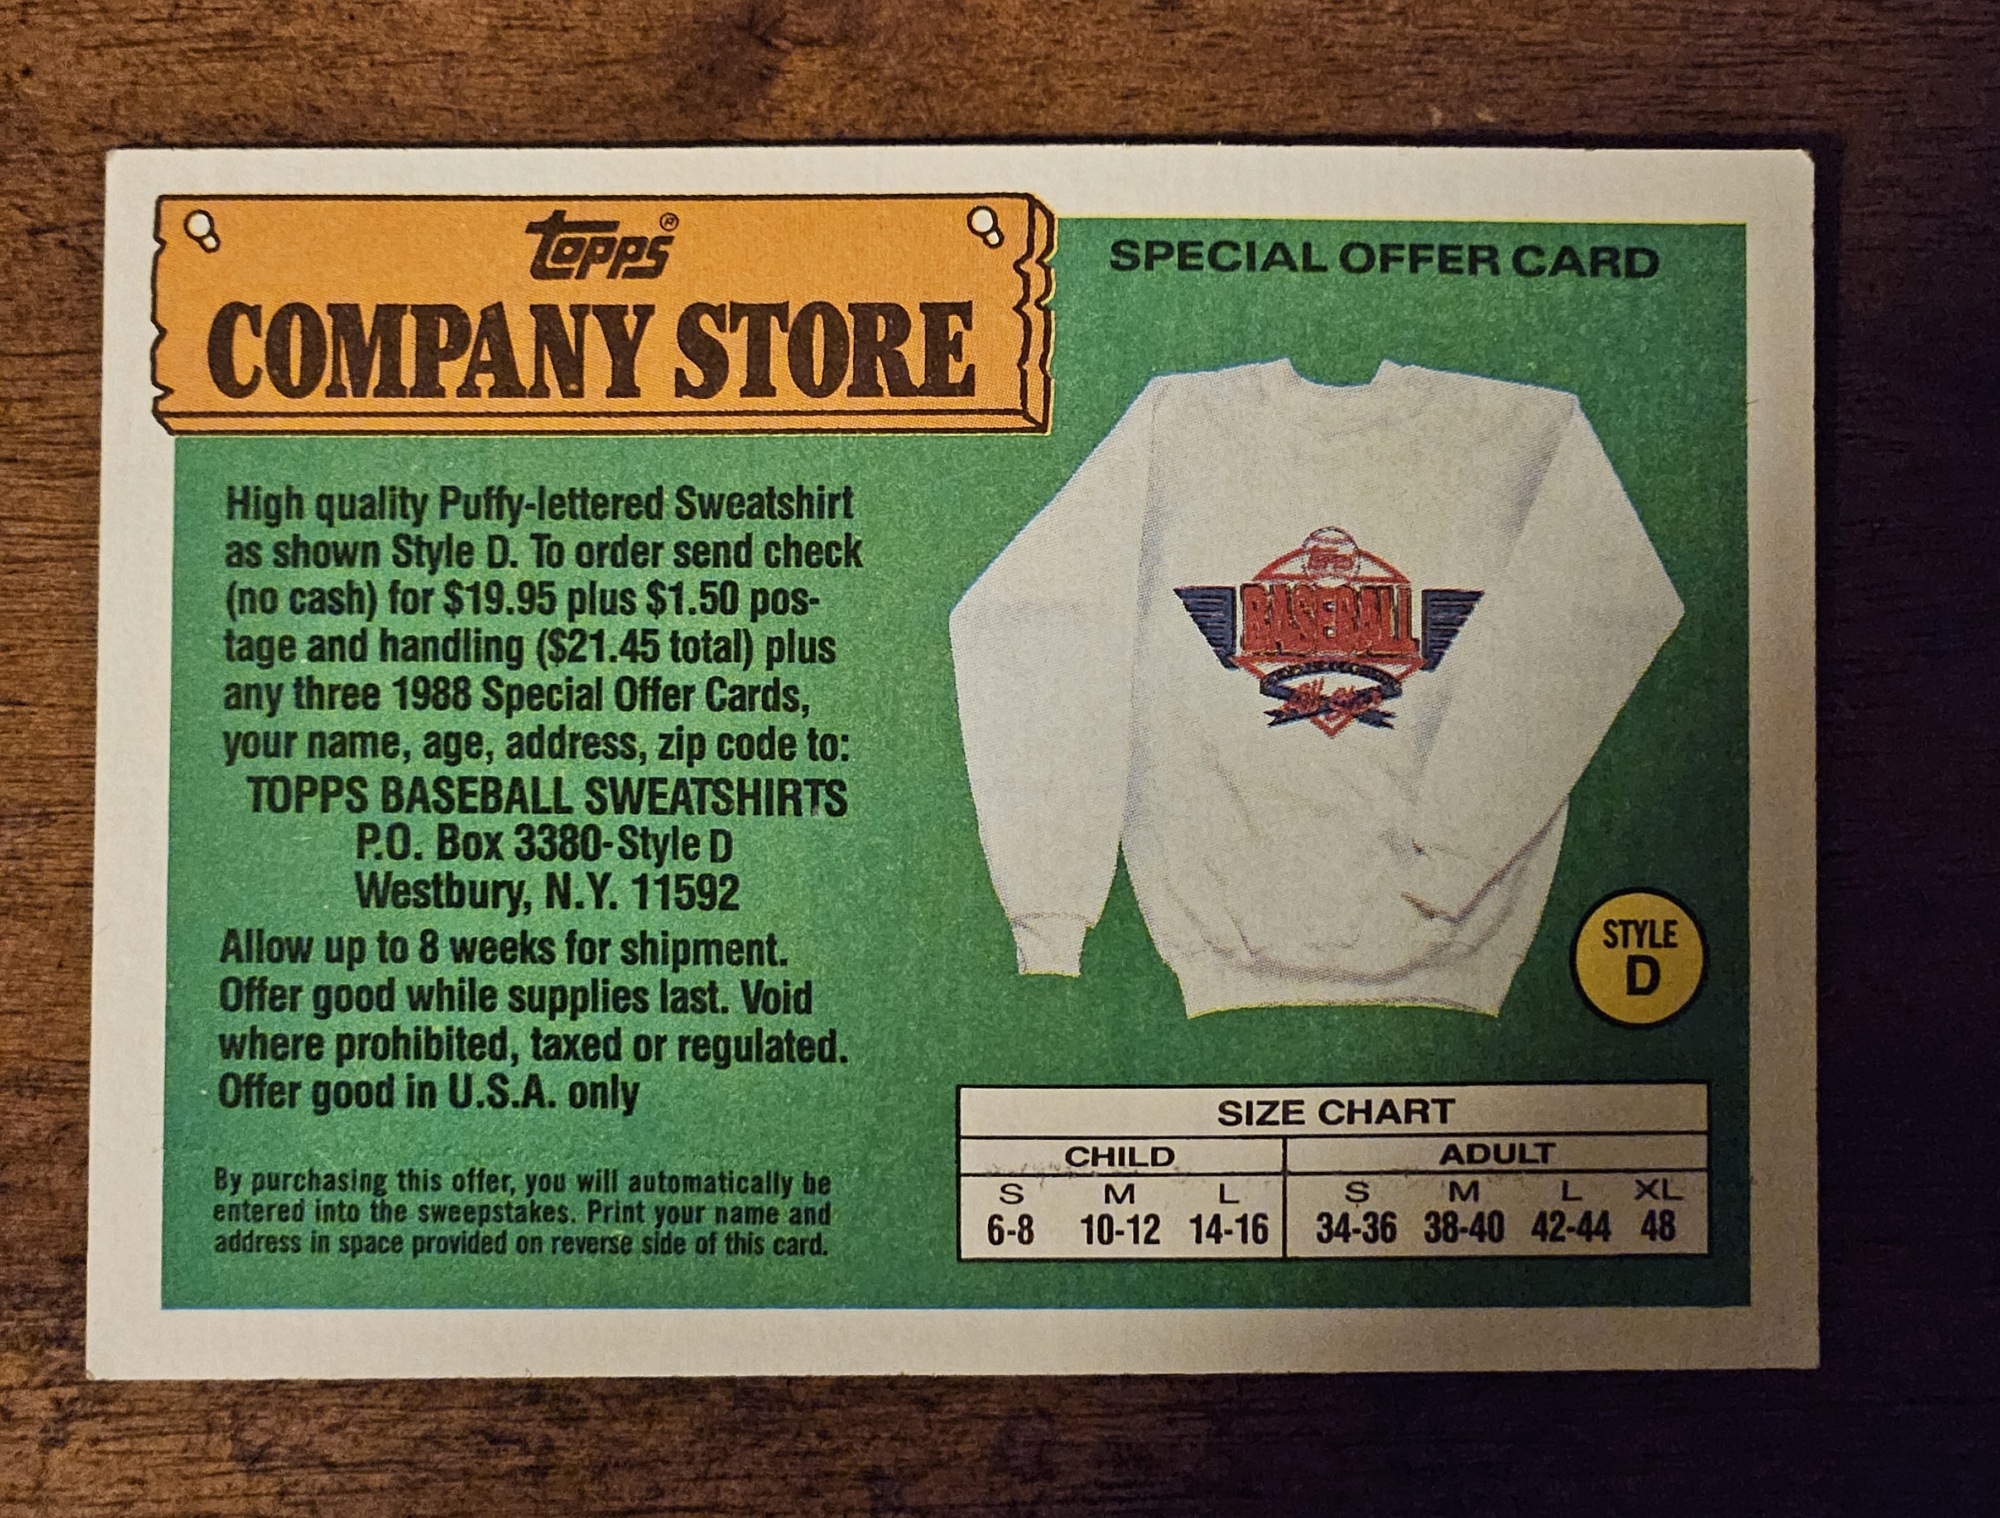 topps®
COMPANY STORE
SPECIAL OFFER CARD
High quality Puffy-lettered Sweatshirt
as shown Style D. To order send check
(no cash) for $19.95 plus $1.50 pos-
tage and handling ($21.45 total) plus
any three 1988 Special Offer Cards,
your name, age, address, zip code to:
TOPPS BASEBALL SWEATSHIRTS
P.O. Box 3380-Style D
Westbury, N.Y. 11592
Allow up to 8 weeks for shipment.
Offer good while supplies last. Void
where prohibited, taxed or regulated.
Offer good in U.S.A. only
By purchasing this offer, you will automatically be
entered into the sweepstakes. Print your name and
address in space provided on reverse side of this card.
topps
BASEBALL
All-Star
STYLE
D
SIZE CHART
CHILD ADULT
S M L S M L XL
6-8 10-12 14-16 34-36 38-40 42-44 48